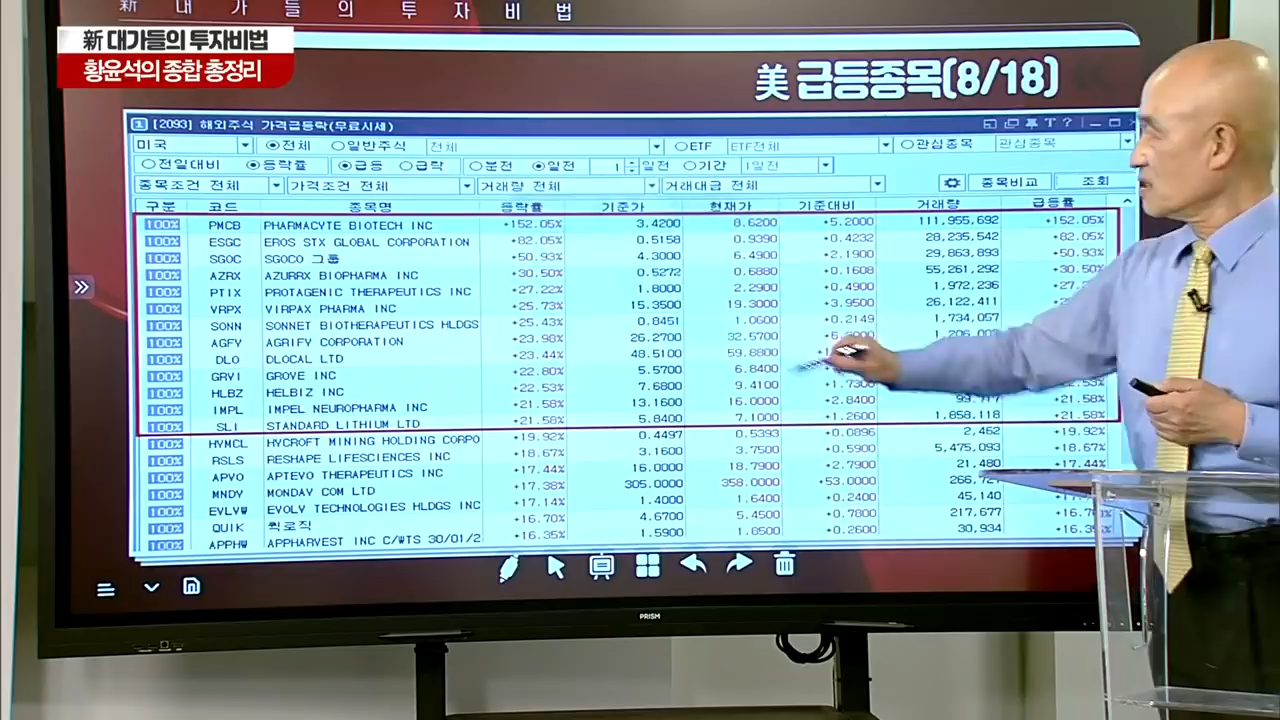 新 대 가 들 의 투 자 비 법
新 대가들의 투자비법
황윤석의 종합 총정리
美 급등종목(8/18)
1 [2093] 해외주식 가격급등락(무료시세)
미국 전체 일반주식 전체 ETF ETF전체 관심종목 관심종목
전일대비 등락률 급등 급락 분전 일전 1 일전 기간 1일전
종목조건 전체 가격조건 전체 거래량 전체 거래대금 전체 종목비교 조회
구분 코드 종목명 등락률 기준가 현재가 기준대비 거래량 급등률
100% PMCB PHARMACYTE BIOTECH INC +152.05% 3.4200 8.6200 +5.2000 111,955,692 +152.05%
100% ESGC EROS STX GLOBAL CORPORATION +82.05% 0.5158 0.9390 +0.4232 28,235,542 +82.05%
100% SGOC SGOCO 그룹 +50.93% 4.3000 6.4900 +2.1900 29,863,893 +50.93%
100% AZRX AZURRX BIOPHARMA INC +30.50% 0.5272 0.6880 +0.1608 55,261,292 +30.50%
100% PTIX PROTAGENIC THERAPEUTICS INC +27.22% 1.8000 2.2900 +0.4900 1,972,236
100% VRPX VIRPAX PHARMA INC +25.73% 15.3500 19.3000 +3.9500 26,122,411
100% SONN SONNET BIOTHERAPEUTICS HLDGS +25.43% 0.8451 1.0600 +0.2149 1,734,057
100% AGFY AGRIFY CORPORATION +23.98% 26.2700 32.5700
100% DLO DLOCAL LTD +23.44% 48.5100 59.8800
100% GRVI GROVE INC +22.80% 5.5700 6.8400
100% HLBZ HELBIZ INC +22.53% 7.6800 9.4100 +1.7300
100% IMPL IMPEL NEUROPHARMA INC +21.58% 13.1600 16.0000 +2.8400 +21.58%
100% SLI STANDARD LITHIUM LTD +21.58% 5.8400 7.1000 +1.2600 1,858,118 +21.58%
100% HYMCL HYCROFT MINING HOLDING CORPO +19.92% 0.4497 0.5393 +0.0896 2,462 +19.92%
100% RSLS RESHAPE LIFESCIENCES INC +18.67% 3.1600 3.7500 +0.5900 5,475,093 +18.67%
100% APVO APTEVO THERAPEUTICS INC +17.44% 16.0000 18.7900 +2.7900 21,480 +17.44%
100% MNDY MONDAY COM LTD +17.38% 305.0000 358.0000 +53.0000
100% EVLVW EVOLV TECHNOLOGIES HLDGS INC +17.14% 1.4000 1.6400 +0.2400 45,140
100% QUIK 퀵로직 +16.70% 4.6700 5.4500 +0.7800 217,677
100% APPHW APPHARVEST INC C/WTS 30/01/2 +16.35% 1.5900 1.8500 +0.2600 30,934
PRISM